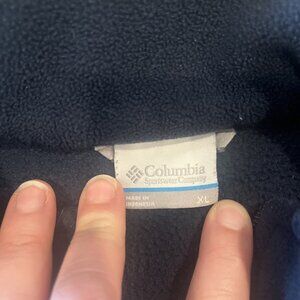 Columbia
Sportswear Company
MADE IN
INDONESIA
XL